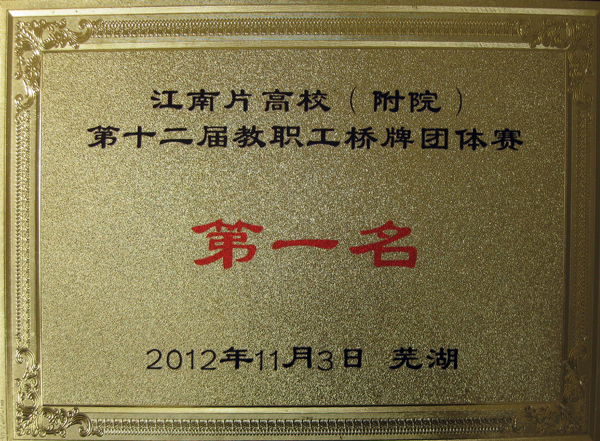 江南片高校（附院）
第十二届教职工桥牌团体赛
第一名
2012年11月3日 芜湖